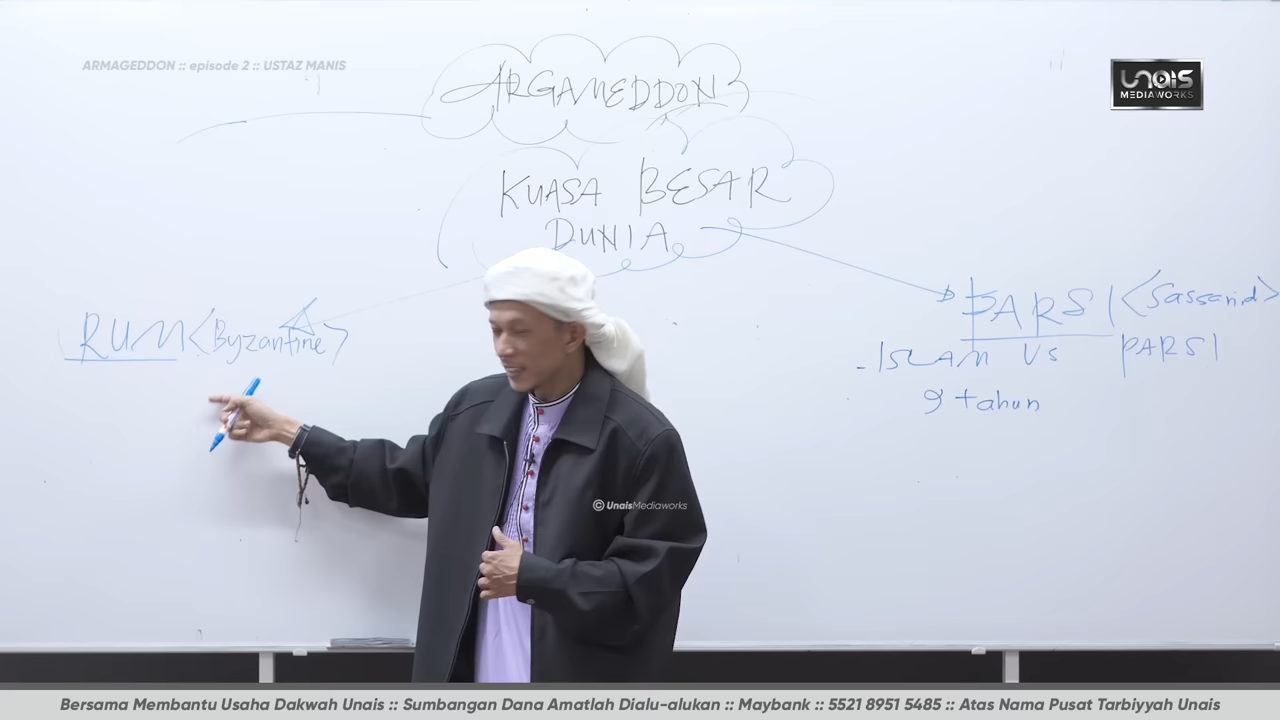 ARMAGEDDON :: episode 2 :: USTAZ MANIS
UNAIS
MEDIAWORKS
ARGAMEDDON
KUASA BESAR
DUNIA
RUM <Byzantine>
PARSI <Sassanid>
- ISLAM Vs PARSI
9 tahun
© UnaisMediaworks
Bersama Membantu Usaha Dakwah Unais :: Sumbangan Dana Amatlah Dialu-alukan :: Maybank :: 5521 8951 5485 :: Atas Nama Pusat Tarbiyyah Unais